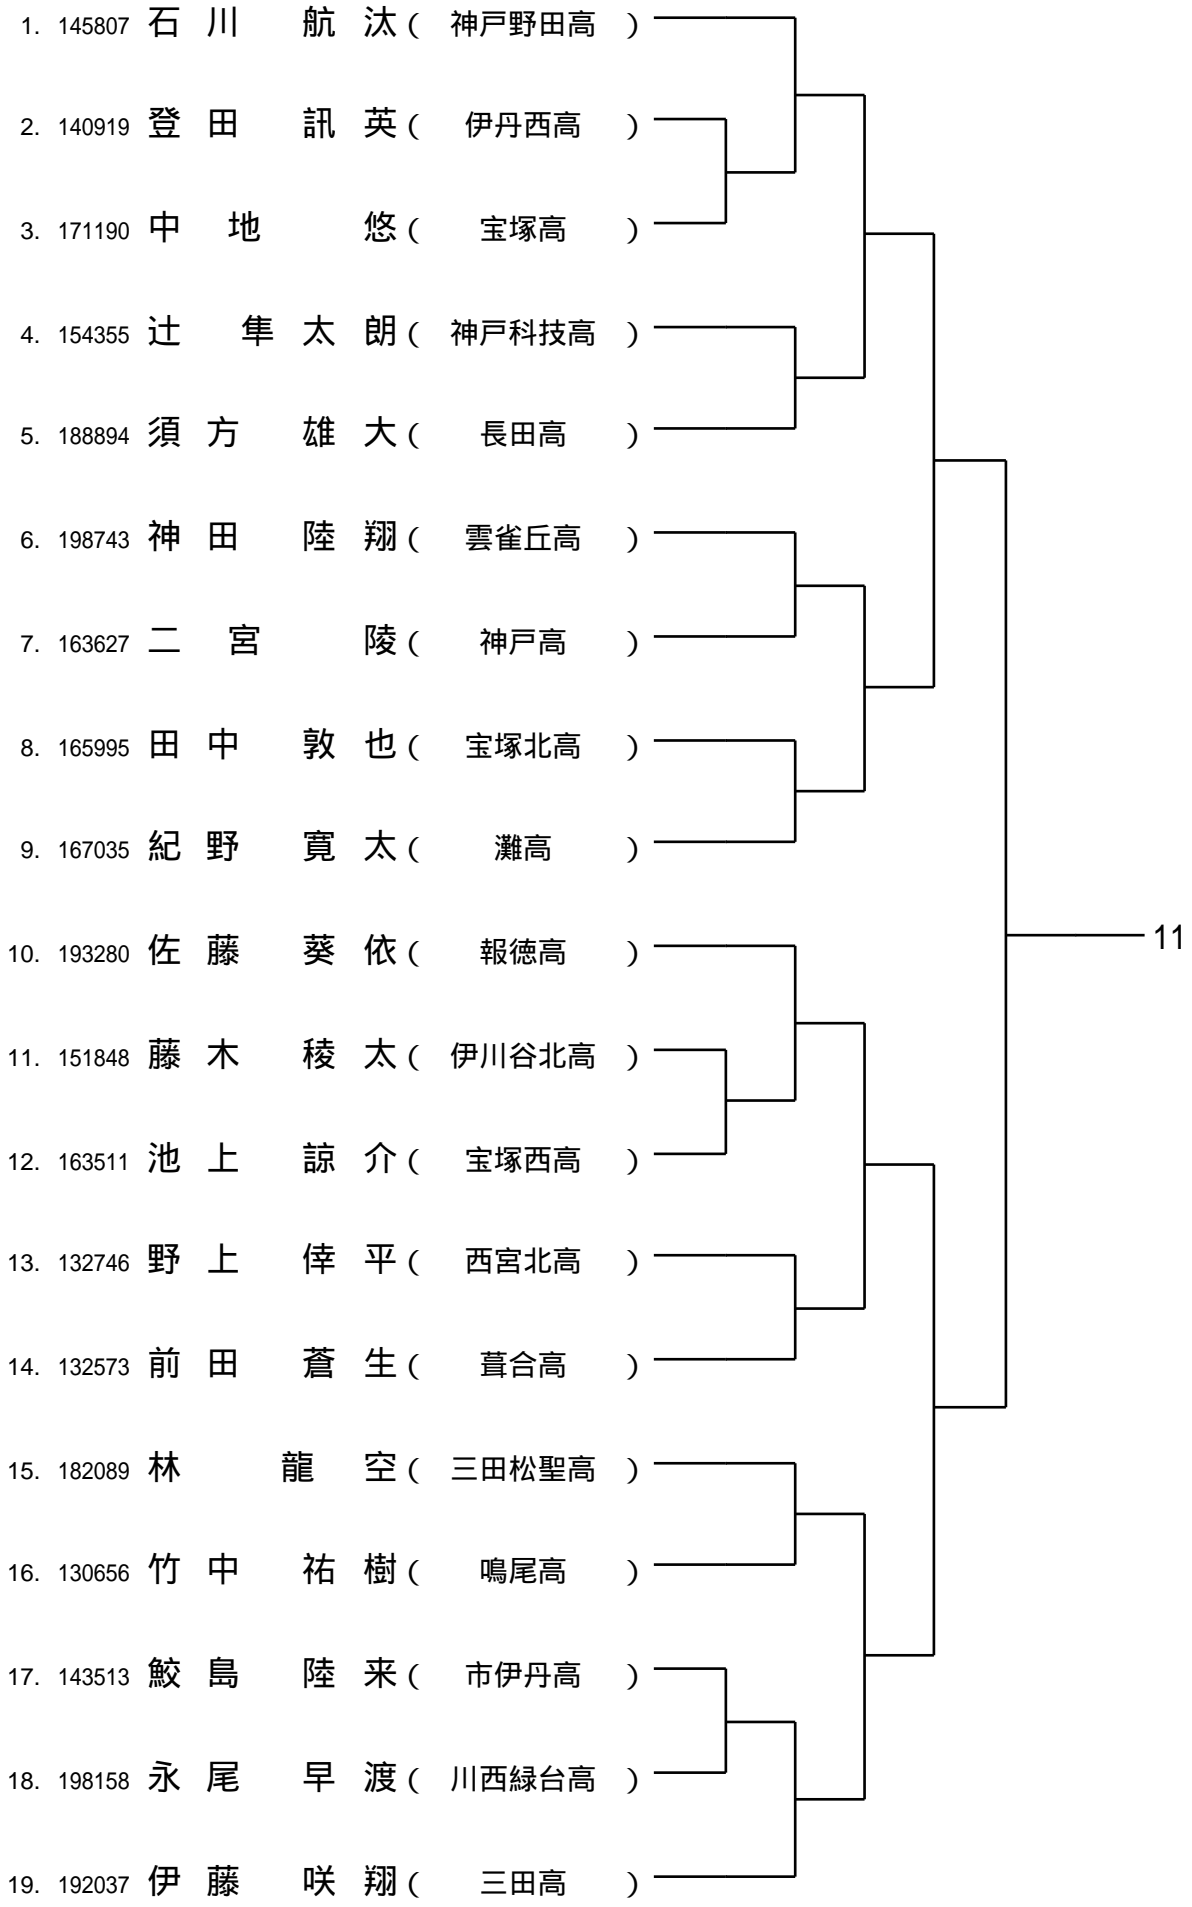 1. 145807 石川 航汰 ( 神戸野田高 )
2. 140919 登田 訊英 ( 伊丹西高 )
3. 171190 中地 悠 ( 宝塚高 )
4. 154355 辻 隼太朗 ( 神戸科技高 )
5. 188894 須方 雄大 ( 長田高 )
6. 198743 神田 陸翔 ( 雲雀丘高 )
7. 163627 二宮 陵 ( 神戸高 )
8. 165995 田中 敦也 ( 宝塚北高 )
9. 167035 紀野 寛太 ( 灘高 )
10. 193280 佐藤 葵依 ( 報徳高 )
11
11. 151848 藤木 稜太 ( 伊川谷北高 )
12. 163511 池上 諒介 ( 宝塚西高 )
13. 132746 野上 倖平 ( 西宮北高 )
14. 132573 前田 蒼生 ( 葺合高 )
15. 182089 林 龍空 ( 三田松聖高 )
16. 130656 竹中 祐樹 ( 鳴尾高 )
17. 143513 鮫島 陸来 ( 市伊丹高 )
18. 198158 永尾 早渡 ( 川西緑台高 )
19. 192037 伊藤 咲翔 ( 三田高 )